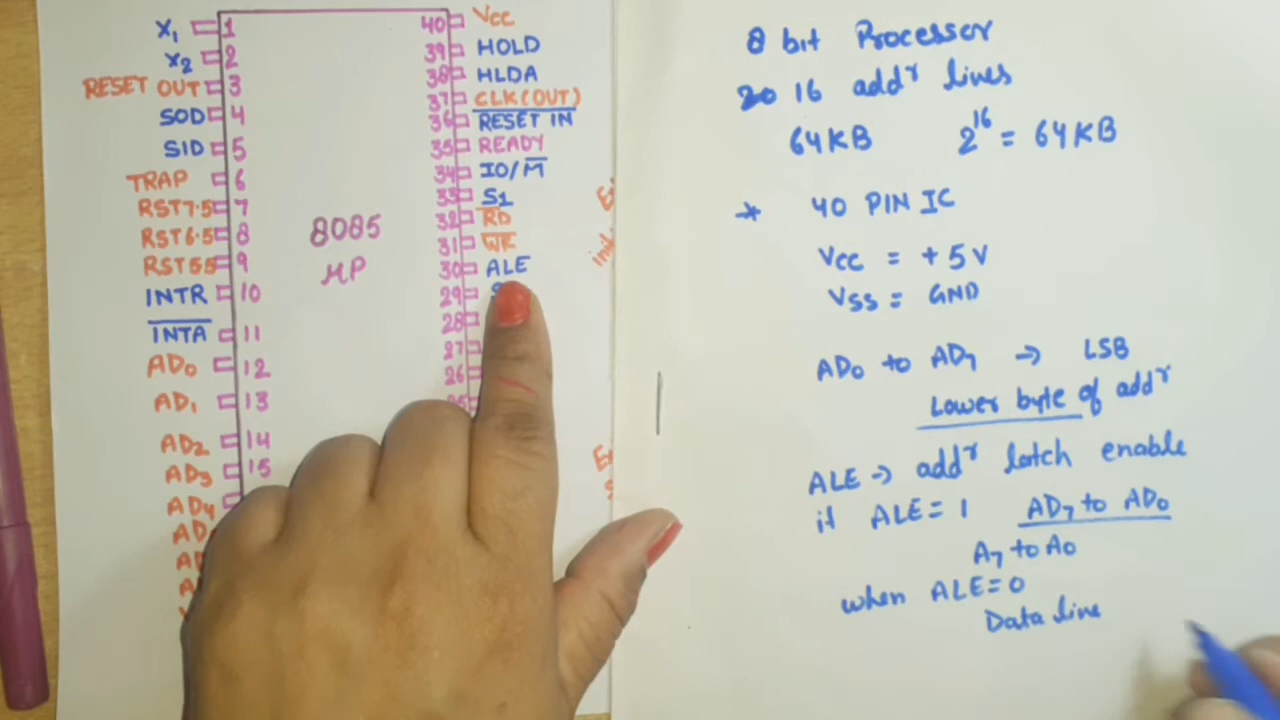 X1 1
X2 2
RESET OUT 3
SOD 4
SID 5
TRAP 6
RST7.5 7
RST6.5 8
RST5.5 9
INTR 10
INTA 11
AD0 12
AD1 13
AD2 14
AD3 15
AD4
8085
μP
40 Vcc
39 HOLD
38 HLDA
37 CLK(OUT)
36 RESET IN
35 READY
34 IO/M
33 S1
32 RD
31 WR
30 ALE
29
28
27
26
8 bit Processor
16 addr lines
64KB 2^16 = 64KB
* 40 PIN IC
Vcc = +5V
VSS = GND
AD0 to AD7 → LSB
Lower byte of addr
ALE → addr latch enable
if ALE = 1 AD7 to AD0
A7 to A0
when ALE=0
Data line